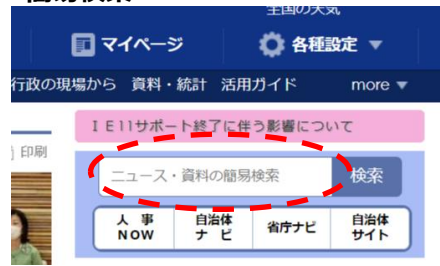 全国の天気
マイページ
各種設定 ▼
行政の現場から 資料・統計 活用ガイド more ▼
ＩＥ11サポート終了に伴う影響について
印刷
ニュース・資料の簡易検索 検索
人事NOW 自治体ナビ 省庁ナビ 自治体サイト